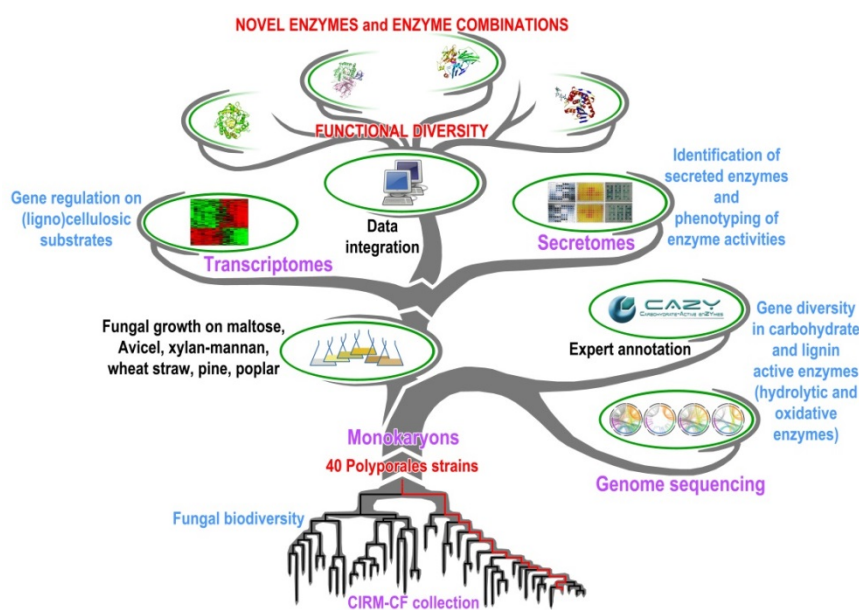 NOVEL ENZYMES and ENZYME COMBINATIONS
FUNCTIONAL DIVERSITY
Gene regulation on
(ligno)cellulosic
substrates
Transcriptomes
Data
integration
Secretomes
Identification of
secreted enzymes
and
phenotyping of
enzyme activities
Fungal growth on maltose,
Avicel, xylan-mannan,
wheat straw, pine, poplar
CAZY
CARBOHYDRATE-ACTIVE ENZYMES
Expert annotation
Gene diversity
in carbohydrate
and lignin
active enzymes
(hydrolytic and
oxidative
enzymes)
Genome sequencing
Monokaryons
40 Polyporales strains
Fungal biodiversity
CIRM-CF collection